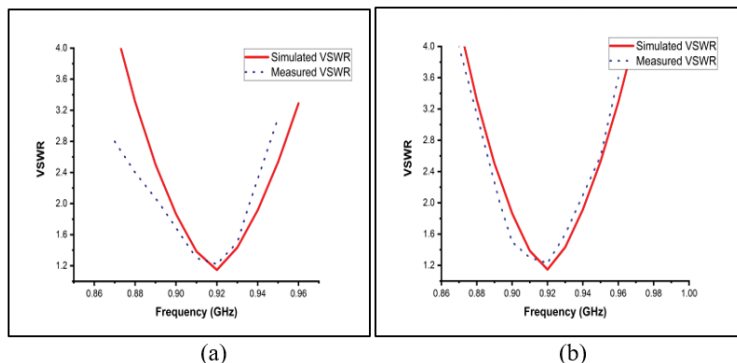 4.0
3.6
3.2
2.8
2.4
2.0
1.6
1.2
VSWR
0.86 0.88 0.90 0.92 0.94 0.96
Frequency (GHz)
Simulated VSWR
Measured VSWR
(a)
4.0
3.6
3.2
2.8
2.4
2.0
1.6
1.2
VSWR
0.86 0.88 0.90 0.92 0.94 0.96 0.98 1.00
Frequency (GHz)
Simulated VSWR
Measured VSWR
(b)